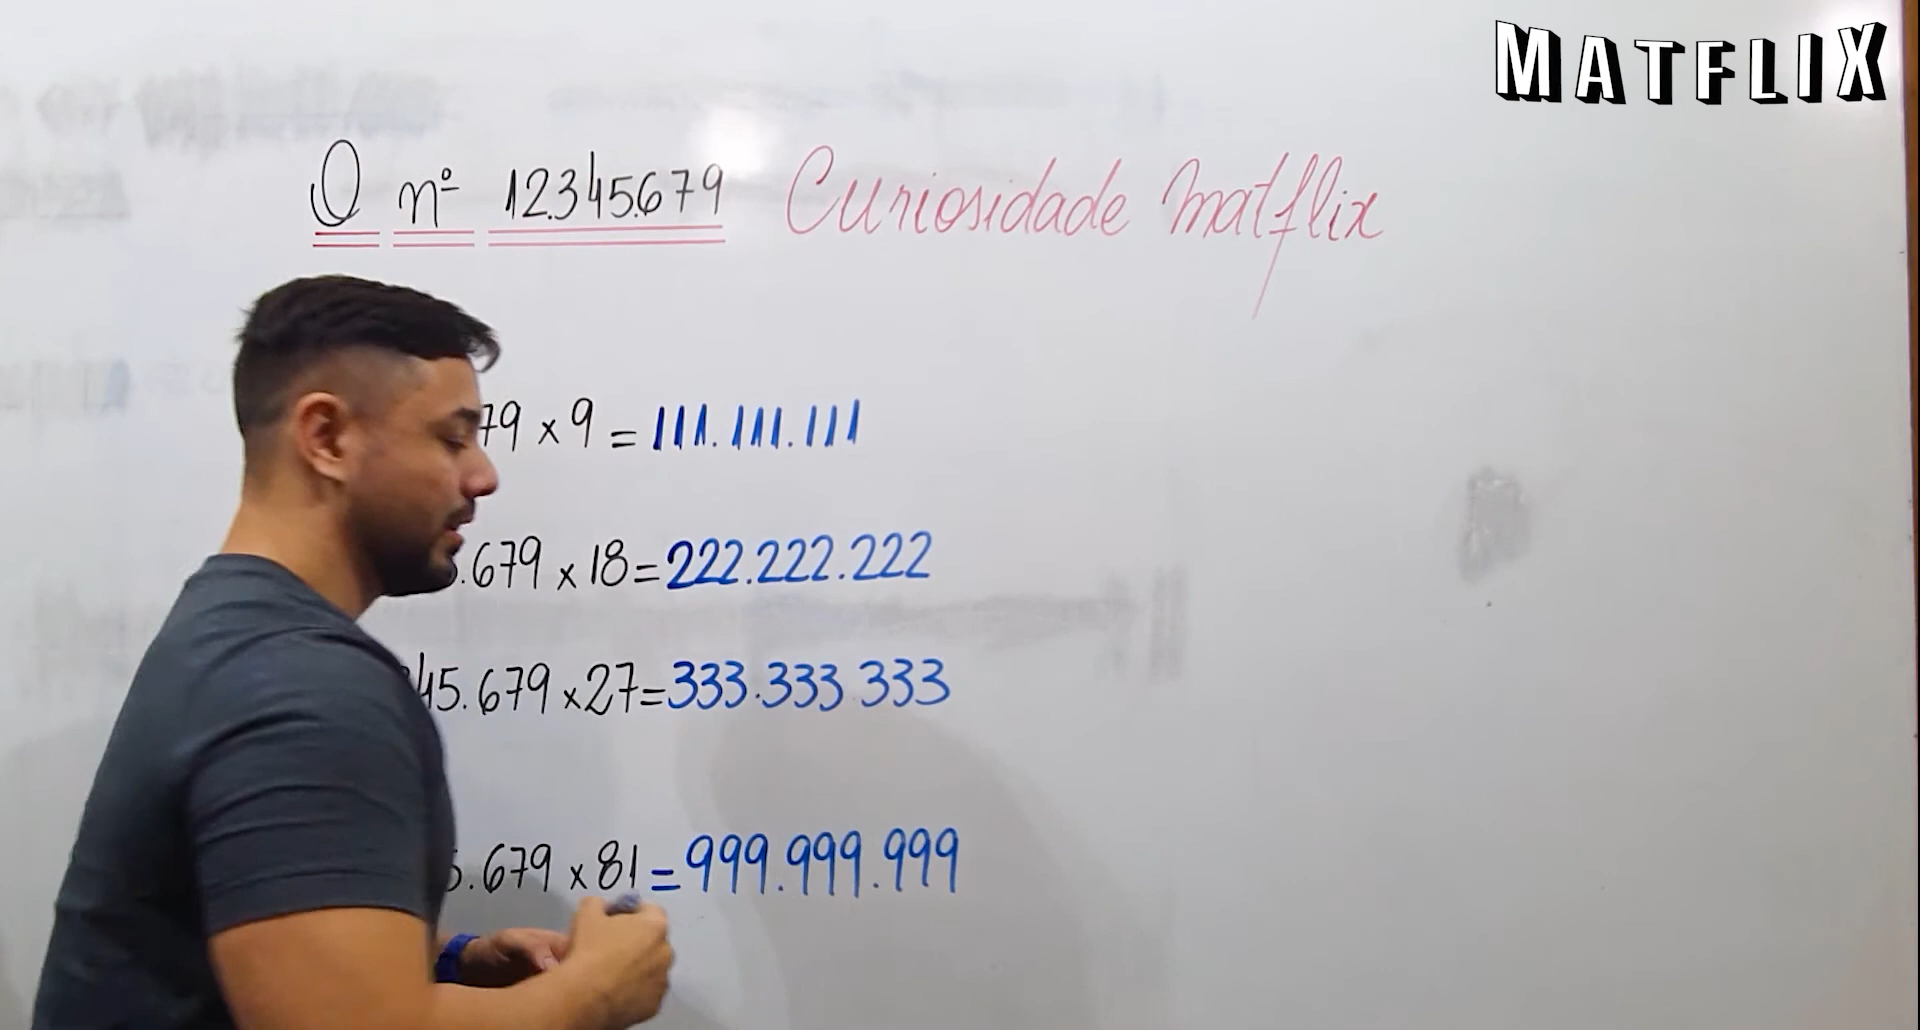 MATFLIX
O nº 12.345.679 Curiosidade matflix
79 x 9 = 111.111.111
.679 x 18 = 222.222.222
45.679 x 27 = 333.333 333
5.679 x 81 = 999.999.999